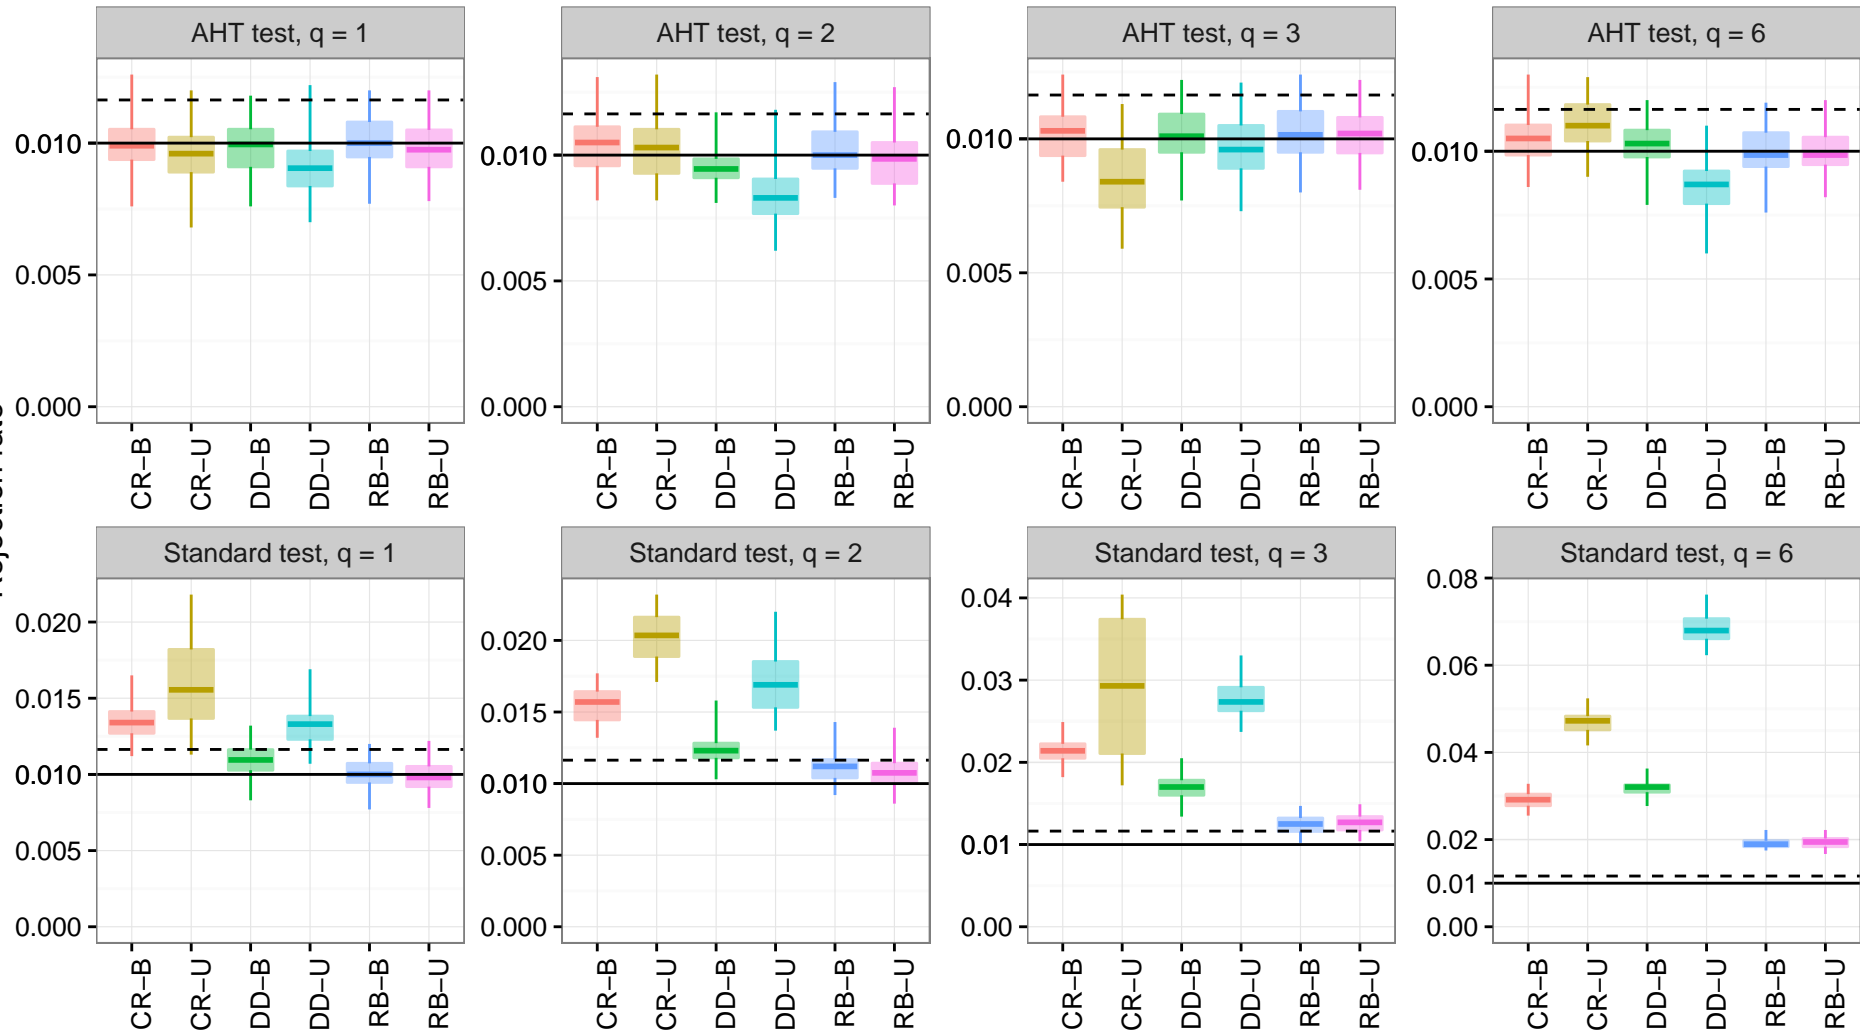 AHT test, q = 1
AHT test, q = 2
AHT test, q = 3
AHT test, q = 6
0.010
0.005
0.000
0.010
0.005
0.000
0.010
0.005
0.000
0.010
0.005
0.000
CR−B
CR−U
DD−B
DD−U
RB−B
RB−U
CR−B
CR−U
DD−B
DD−U
RB−B
RB−U
CR−B
CR−U
DD−B
DD−U
RB−B
RB−U
CR−B
CR−U
DD−B
DD−U
RB−B
RB−U
Standard test, q = 1
Standard test, q = 2
Standard test, q = 3
Standard test, q = 6
0.020
0.015
0.010
0.005
0.000
0.020
0.015
0.010
0.005
0.000
0.04
0.03
0.02
0.01
0.00
0.08
0.06
0.04
0.02
0.01
0.00
CR−B
CR−U
DD−B
DD−U
RB−B
RB−U
CR−B
CR−U
DD−B
DD−U
RB−B
RB−U
CR−B
CR−U
DD−B
DD−U
RB−B
RB−U
CR−B
CR−U
DD−B
DD−U
RB−B
RB−U